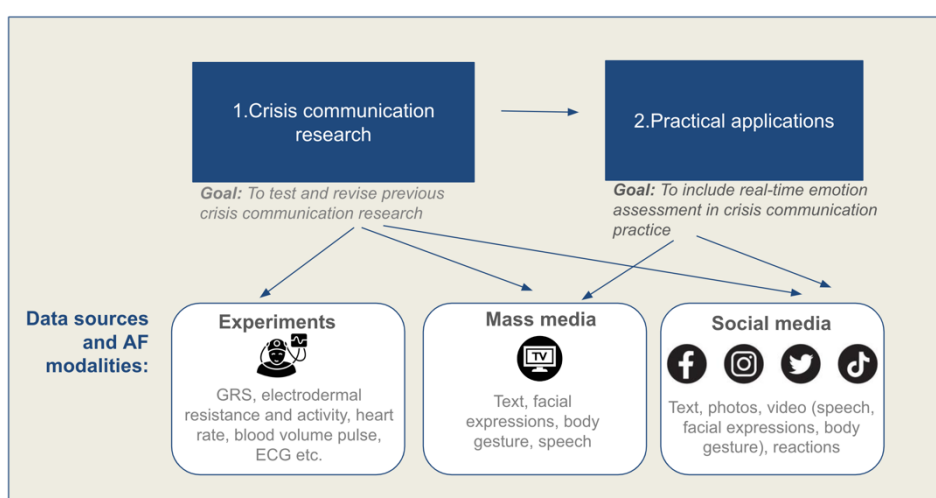 1.Crisis communication
research
2.Practical applications
Goal: To test and revise previous
crisis communication research
Goal: To include real-time emotion
assessment in crisis communication
practice
Data sources
and AF
modalities:
Experiments
GRS, electrodermal
resistance and activity, heart
rate, blood volume pulse,
ECG etc.
Mass media
TV
Text, facial
expressions, body
gesture, speech
Social media
Text, photos, video (speech,
facial expressions, body
gesture), reactions